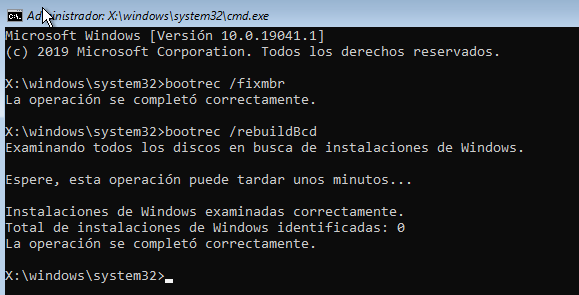 Administrador: X:\windows\system32\cmd.exe
Microsoft Windows [Versión 10.0.19041.1]
(c) 2019 Microsoft Corporation. Todos los derechos reservados.
X:\windows\system32>bootrec /fixmbr
La operación se completó correctamente.
X:\windows\system32>bootrec /rebuildBcd
Examinando todos los discos en busca de instalaciones de Windows.
Espere, esta operación puede tardar unos minutos...
Instalaciones de Windows examinadas correctamente.
Total de instalaciones de Windows identificadas: 0
La operación se completó correctamente.
X:\windows\system32>